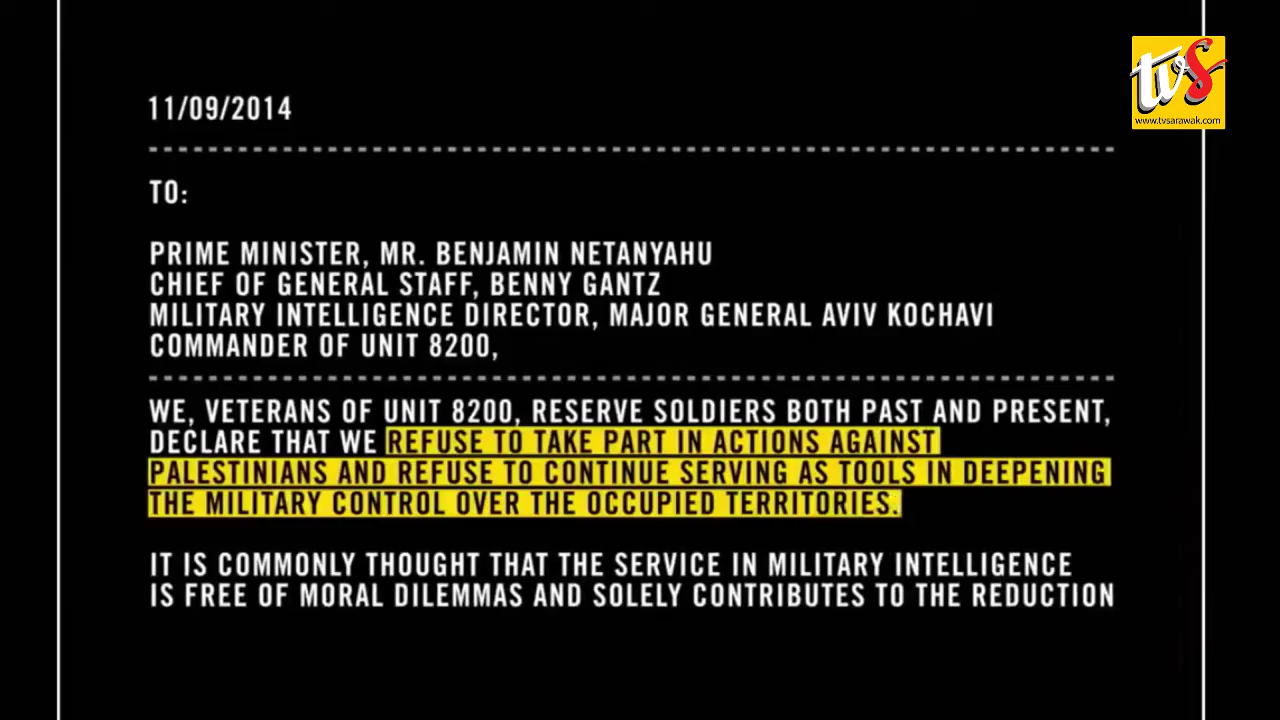 tvS
www.tvsarawak.com
11/09/2014
TO:
PRIME MINISTER, MR. BENJAMIN NETANYAHU
CHIEF OF GENERAL STAFF, BENNY GANTZ
MILITARY INTELLIGENCE DIRECTOR, MAJOR GENERAL AVIV KOCHAVI
COMMANDER OF UNIT 8200,
WE, VETERANS OF UNIT 8200, RESERVE SOLDIERS BOTH PAST AND PRESENT,
DECLARE THAT WE REFUSE TO TAKE PART IN ACTIONS AGAINST
PALESTINIANS AND REFUSE TO CONTINUE SERVING AS TOOLS IN DEEPENING
THE MILITARY CONTROL OVER THE OCCUPIED TERRITORIES.
IT IS COMMONLY THOUGHT THAT THE SERVICE IN MILITARY INTELLIGENCE
IS FREE OF MORAL DILEMMAS AND SOLELY CONTRIBUTES TO THE REDUCTION